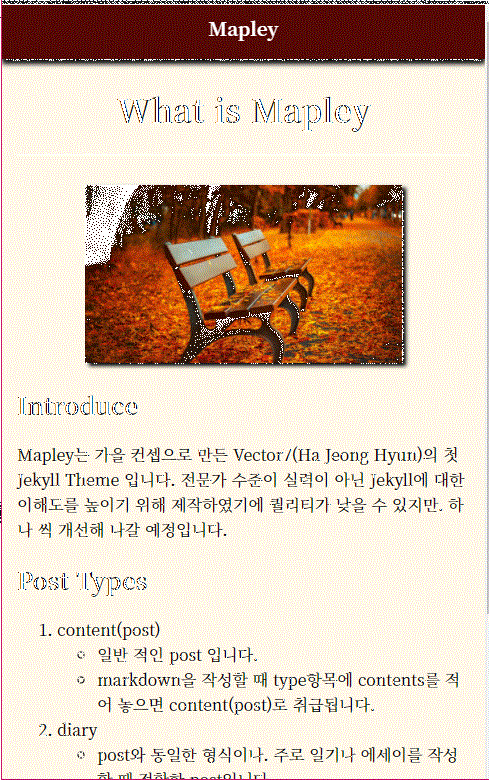 Mapley
What is Mapley
Introduce
Mapley는 가을 컨셉으로 만든 Vector7(Ha Jeong Hyun)의 첫
Jekyll Theme 입니다. 전문가 수준이 실력이 아닌 Jekyll에 대한
이해도를 높이기 위해 제작하였기에 퀄리티가 낮을 수 있지만. 하
나 씩 개선해 나갈 예정입니다.
Post Types
1. content(post)
일반 적인 post 입니다.
markdown을 작성할 때 type항목에 contents를 적
어 놓으면 content(post)로 취급됩니다.
2. diary
post와 동일한 형식이나. 주로 일기나 에세이를 작성
할 때 적합한 post입니다